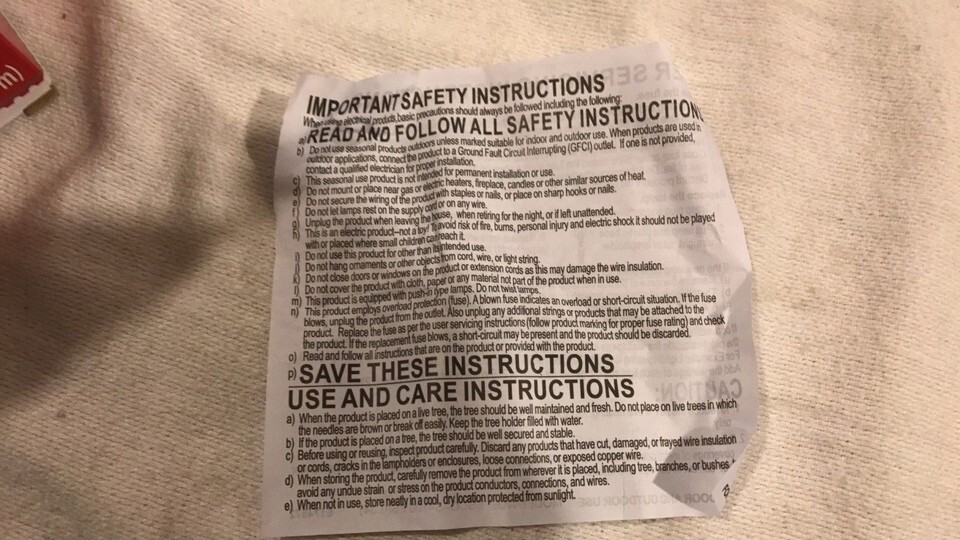 m)
IMPORTANT SAFETY INSTRUCTIONS
When using electrical products, basic precautions should always be followed including the following:
a) READ AND FOLLOW ALL SAFETY INSTRUCTION
b) Do not use seasonal products outdoors unless marked suitable for indoor and outdoor use. When products are used in
outdoor applications, connect the product to a Ground Fault Circuit Interrupting (GFCI) outlet. If one is not provided,
contact a qualified electrician for proper installation.
c) This seasonal use product is not intended for permanent installation or use.
d) Do not mount or place near gas or electric heaters, fireplace, candles or other similar sources of heat.
e) Do not secure the wiring of the product with staples or nails, or place on sharp hooks or nails.
f) Do not let lamps rest on the supply cord or on any wire.
g) Unplug the product when leaving the house, when retiring for the night, or if left unattended.
h) This is an electric product--not a toy! To avoid risk of fire, burns, personal injury and electric shock it should not be played
with or placed where small children can reach it.
i) Do not use this product for other than its intended use.
j) Do not hang ornaments or other objects from cord, wire, or light string.
k) Do not close doors or windows on the product or extension cords as this may damage the wire insulation.
l) Do not cover the product with cloth, paper or any material not part of the product when in use.
m) This product is equipped with push-in type lamps. Do not twist lamps.
n) This product employs overload protection (fuse). A blown fuse indicates an overload or short-circuit situation. If the fuse
blows, unplug the product from the outlet. Also unplug any additional strings or products that may be attached to the
product. Replace the fuse as per the user servicing instructions (follow product marking for proper fuse rating) and check
the product. If the replacement fuse blows, a short-circuit may be present and the product should be discarded.
o) Read and follow all instructions that are on the product or provided with the product.
p) SAVE THESE INSTRUCTIONS
USE AND CARE INSTRUCTIONS
a) When the product is placed on a live tree, the tree should be well maintained and fresh. Do not place on live trees in which
the needles are brown or break off easily. Keep the tree holder filled with water.
b) If the product is placed on a tree, the tree should be well secured and stable.
c) Before using or reusing, inspect product carefully. Discard any products that have cut, damaged, or frayed wire insulation
or cords, cracks in the lampholders or enclosures, loose connections, or exposed copper wire.
d) When storing the product, carefully remove the product from wherever it is placed, including tree, branches, or bushes,
avoid any undue strain or stress on the product conductors, connections, and wires.
e) When not in use, store neatly in a cool, dry location protected from sunlight.